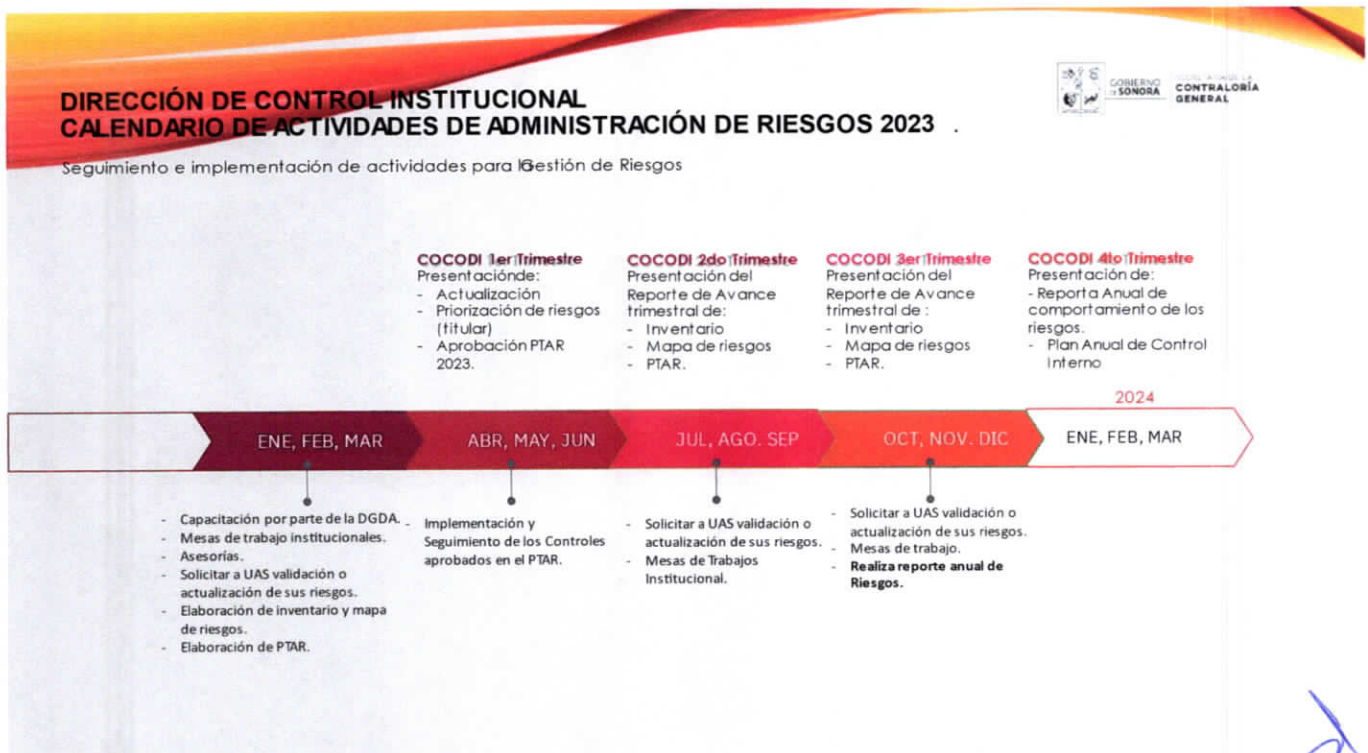 DIRECCIÓN DE CONTROL INSTITUCIONAL
CALENDARIO DE ACTIVIDADES DE ADMINISTRACIÓN DE RIESGOS 2023 .
GOBIERNO
DE SONORA
CONTRALORÍA
GENERAL
Seguimiento e implementación de actividades para Gestión de Riesgos
COCODI 1er Trimestre
Presentaciónde:
- Actualización
- Priorización de riesgos
(titular)
- Aprobación PTAR
2023.
COCODI 2do Trimestre
Presentación del
Reporte de Avance
trimestral de:
- Inventario
- Mapa de riesgos
- PTAR.
COCODI 3er Trimestre
Presentación del
Reporte de Avance
trimestral de :
- Inventario
- Mapa de riesgos
- PTAR.
COCODI 4to Trimestre
Presentación de:
- Reporta Anual de
comportamiento de los
riesgos.
- Plan Anual de Control
Interno
2024
ENE, FEB, MAR
ABR, MAY, JUN
JUL, AGO. SEP
OCT, NOV. DIC
ENE, FEB, MAR
- Capacitación por parte de la DGDA.
- Mesas de trabajo institucionales.
- Asesorías.
- Solicitar a UAS validación o
actualización de sus riesgos.
- Elaboración de inventario y mapa
de riesgos.
- Elaboración de PTAR.
- Implementación y
Seguimiento de los Controles
aprobados en el PTAR.
- Solicitar a UAS validación o
actualización de sus riesgos.
- Mesas de Trabajos
Institucional.
- Solicitar a UAS validación o
actualización de sus riesgos.
- Mesas de trabajo.
- Realiza reporte anual de
Riesgos.